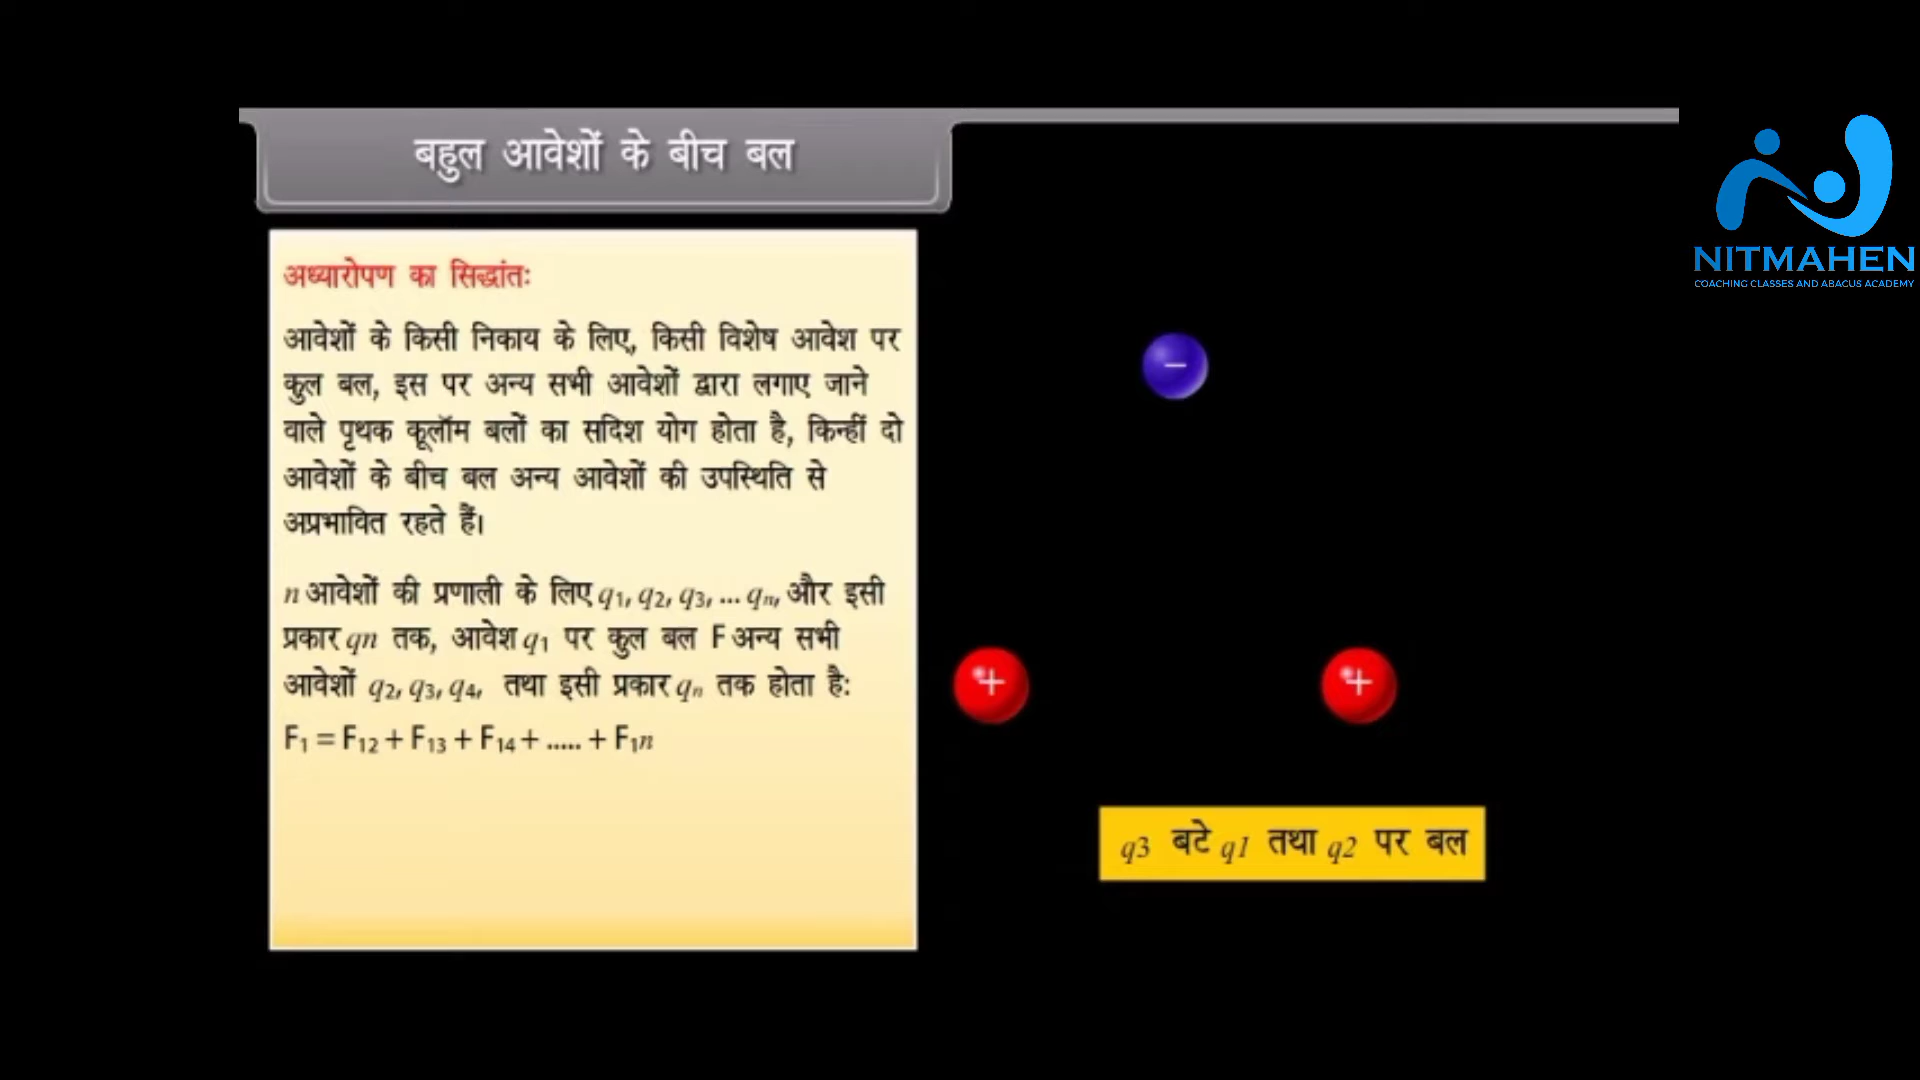 बहुल आवेशों के बीच बल
NITMAHEN
COACHING CLASSES AND ABACUS ACADEMY
अध्यारोपण का सिद्धांतः
आवेशों के किसी निकाय के लिए, किसी विशेष आवेश पर
कुल बल, इस पर अन्य सभी आवेशों द्वारा लगाए जाने
वाले पृथक कूलॉम बलों का सदिश योग होता है, किन्हीं दो
आवेशों के बीच बल अन्य आवेशों की उपस्थिति से
अप्रभावित रहते हैं।
n आवेशों की प्रणाली के लिए q₁, q₂, q₃, ... qₙ, और इसी
प्रकार qn तक, आवेश q₁ पर कुल बल F अन्य सभी
आवेशों q₂, q₃, q₄, तथा इसी प्रकार qₙ तक होता है:
F₁ = F₁₂ + F₁₃ + F₁₄ + ..... + F₁n
−
+ +
q3 बटे q1 तथा q2 पर बल